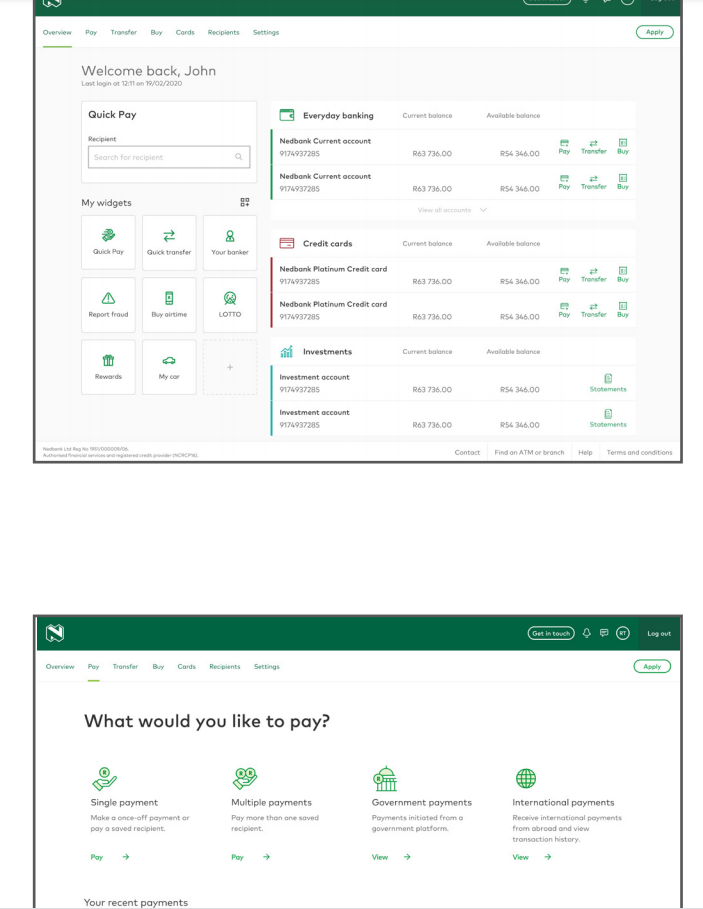 Overview Pay Transfer Buy Cards Recipients Settings Apply
Welcome back, John
Last login at 12:11 on 19/02/2020
Quick Pay
Recipient
Search for recipient
My widgets
Quick Pay Quick transfer Your banker
Report fraud Buy airtime LOTTO
Rewards My car +
Everyday banking Current balance Available balance
Nedbank Current account
9174937285 R63 736.00 R54 346.00 Pay Transfer Buy
Nedbank Current account
9174937285 R63 736.00 R54 346.00 Pay Transfer Buy
View all accounts
Credit cards Current balance Available balance
Nedbank Platinum Credit card
9174937285 R63 736.00 R54 346.00 Pay Transfer Buy
Nedbank Platinum Credit card
9174937285 R63 736.00 R54 346.00 Pay Transfer Buy
Investments Current balance Available balance
Investment account
9174937285 R63 736.00 R54 346.00 Statements
Investment account
9174937285 R63 736.00 R54 346.00 Statements
Nedbank Ltd Reg No 1951/000009/06.
Authorised financial services and registered credit provider (NCRCP16).
Contact Find an ATM or branch Help Terms and conditions
Get in touch RT Log out
Overview Pay Transfer Buy Cards Recipients Settings Apply
What would you like to pay?
Single payment
Make a once-off payment or
pay a saved recipient.
Pay →
Multiple payments
Pay more than one saved
recipient.
Pay →
Government payments
Payments initiated from a
government platform.
View →
International payments
Receive international payments
from abroad and view
transaction history.
View →
Your recent payments